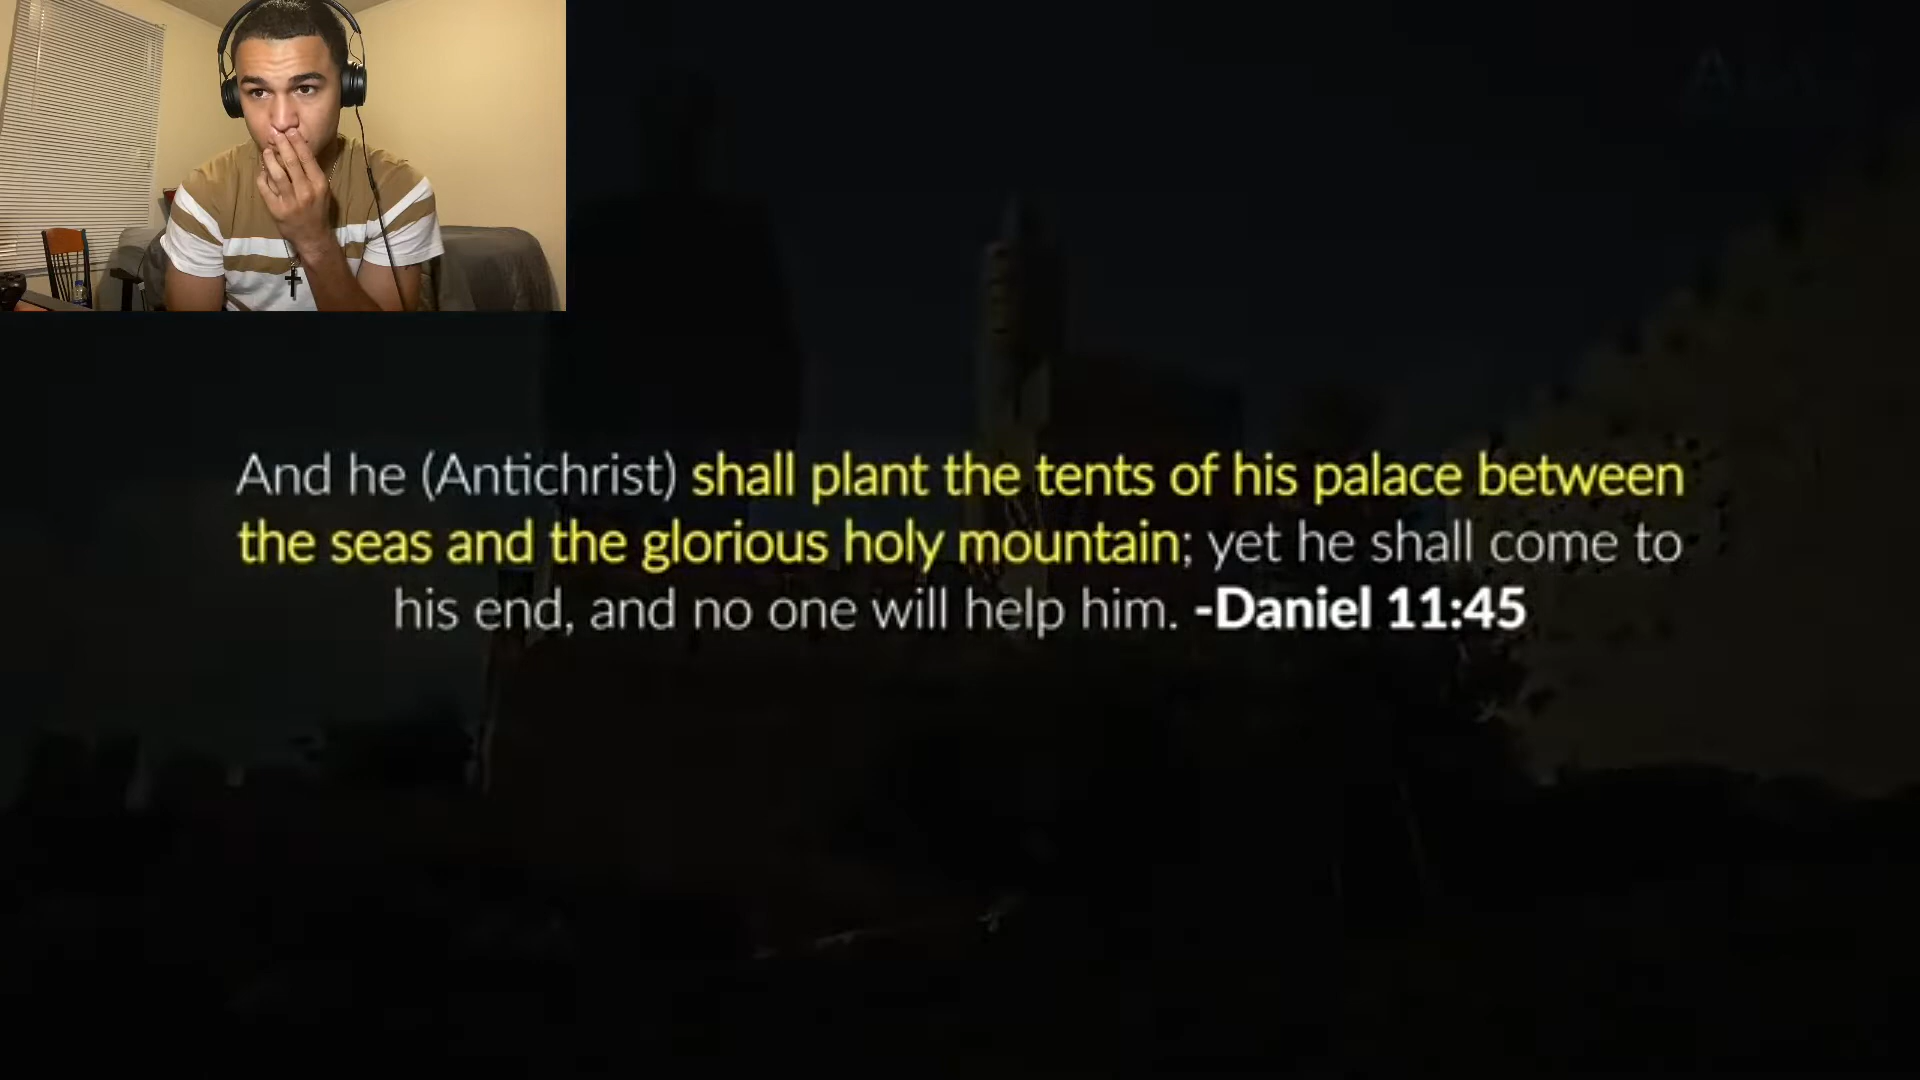 And he (Antichrist) shall plant the tents of his palace between
the seas and the glorious holy mountain; yet he shall come to
his end, and no one will help him. -Daniel 11:45